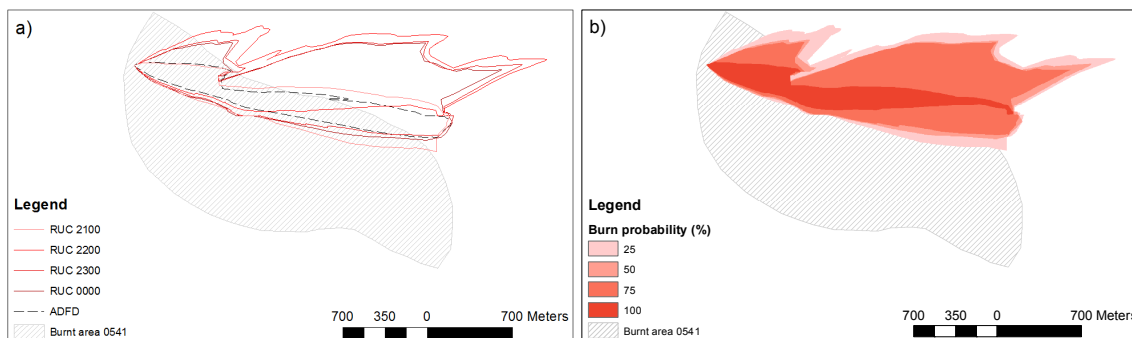 a)
Legend
RUC 2100
RUC 2200
RUC 2300
RUC 0000
ADFD
Burnt area 0541
700 350 0 700 Meters
b)
Legend
Burn probability (%)
25
50
75
100
Burnt area 0541
700 350 0 700 Meters